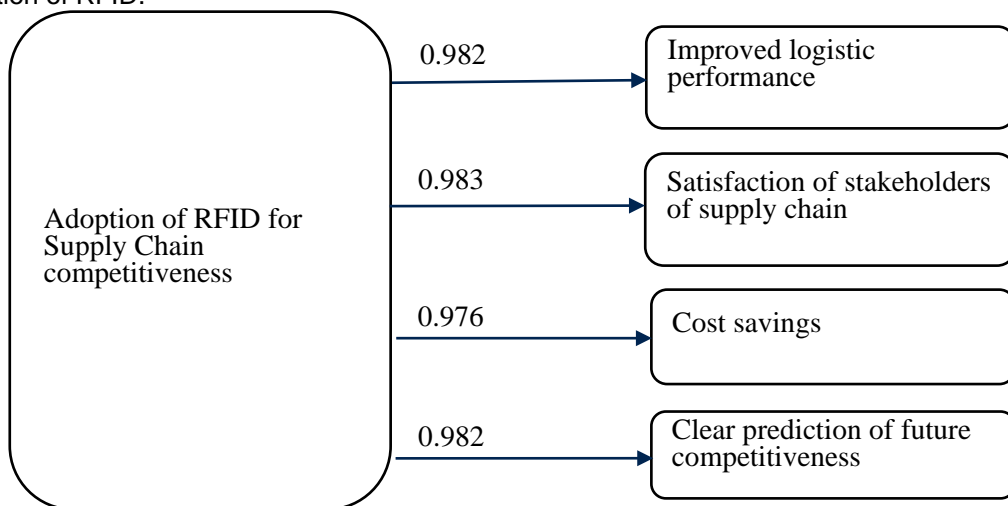 tion of RFID.
0.982
Improved logistic
performance
0.983
Satisfaction of stakeholders
of supply chain
Adoption of RFID for
Supply Chain
competitiveness
0.976
Cost savings
0.982
Clear prediction of future
competitiveness